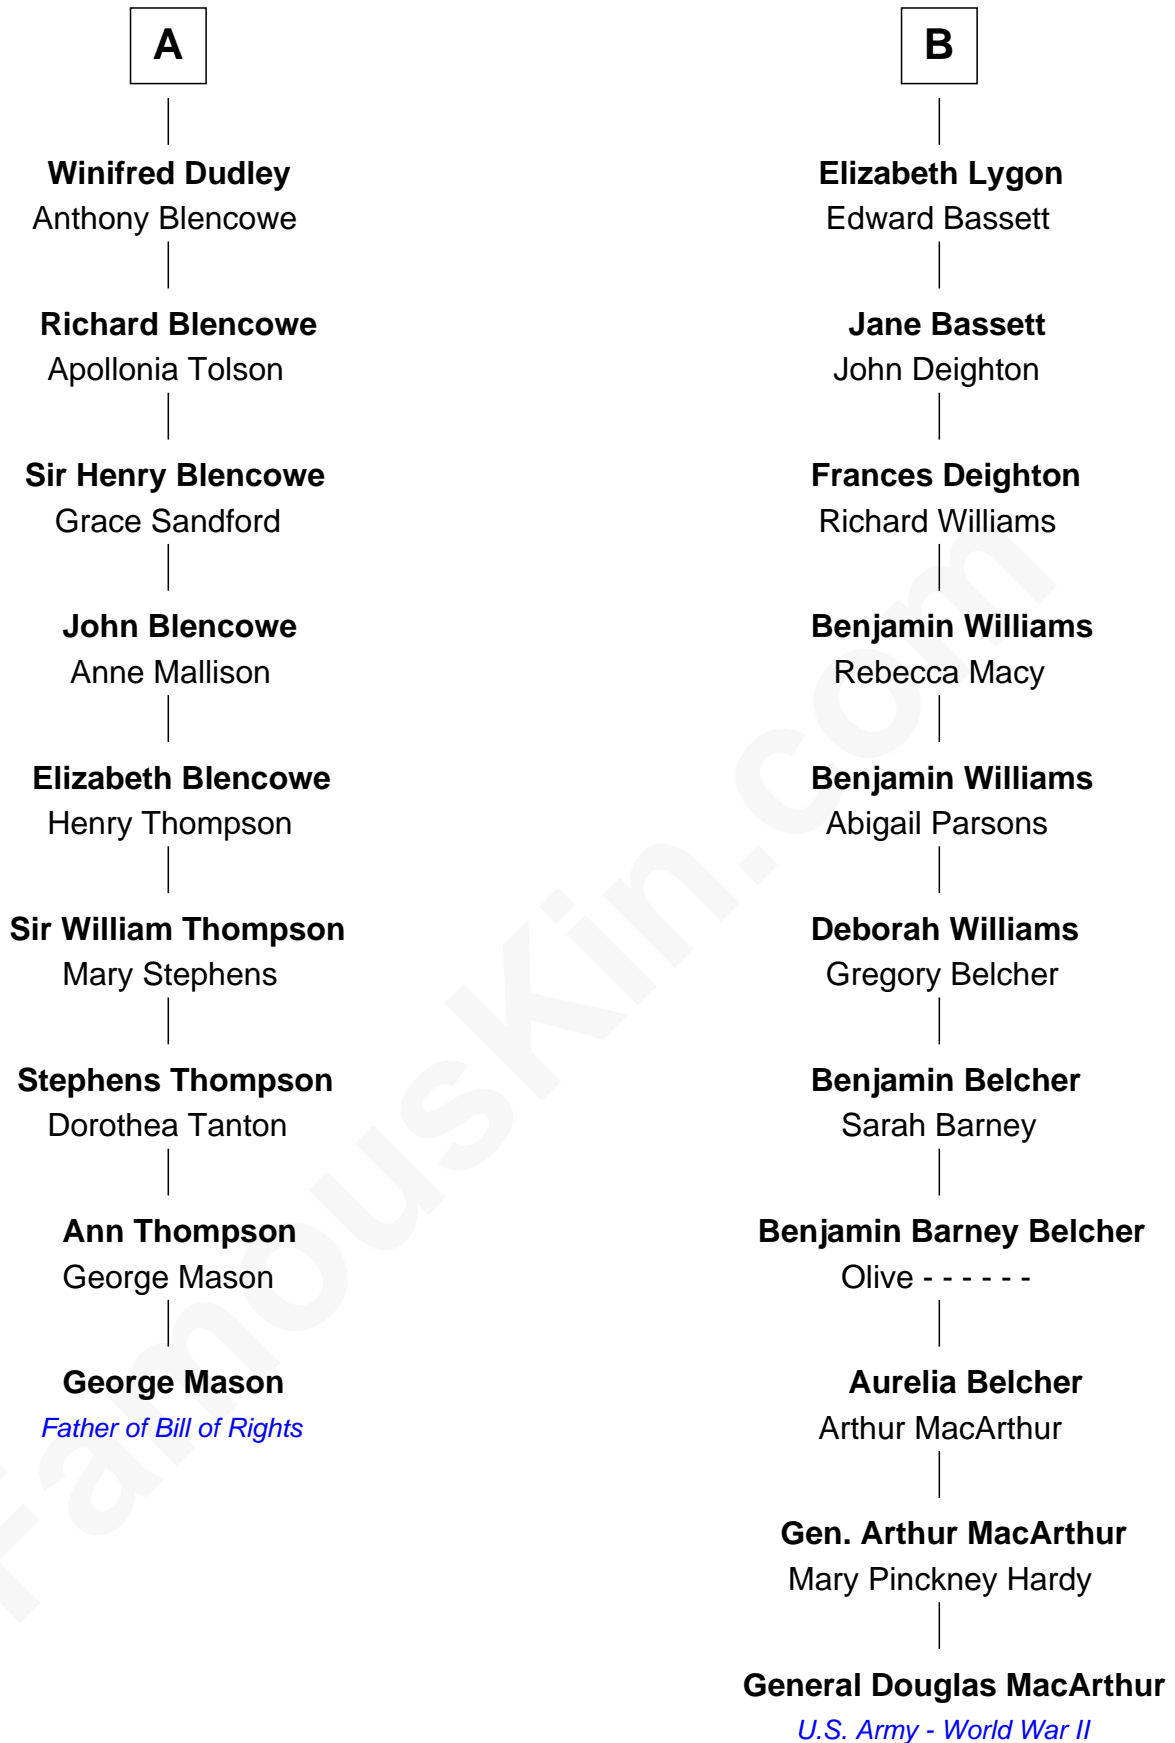 A
Winifred Dudley
Anthony Blencowe
Richard Blencowe
Apollonia Tolson
Sir Henry Blencowe
Grace Sandford
John Blencowe
Anne Mallison
Elizabeth Blencowe
Henry Thompson
Sir William Thompson
Mary Stephens
Stephens Thompson
Dorothea Tanton
Ann Thompson
George Mason
George Mason
Father of Bill of Rights
B
Elizabeth Lygon
Edward Bassett
Jane Bassett
John Deighton
Frances Deighton
Richard Williams
Benjamin Williams
Rebecca Macy
Benjamin Williams
Abigail Parsons
Deborah Williams
Gregory Belcher
Benjamin Belcher
Sarah Barney
Benjamin Barney Belcher
Olive - - - - - -
Aurelia Belcher
Arthur MacArthur
Gen. Arthur MacArthur
Mary Pinckney Hardy
General Douglas MacArthur
U.S. Army - World War II
FamousKin.com